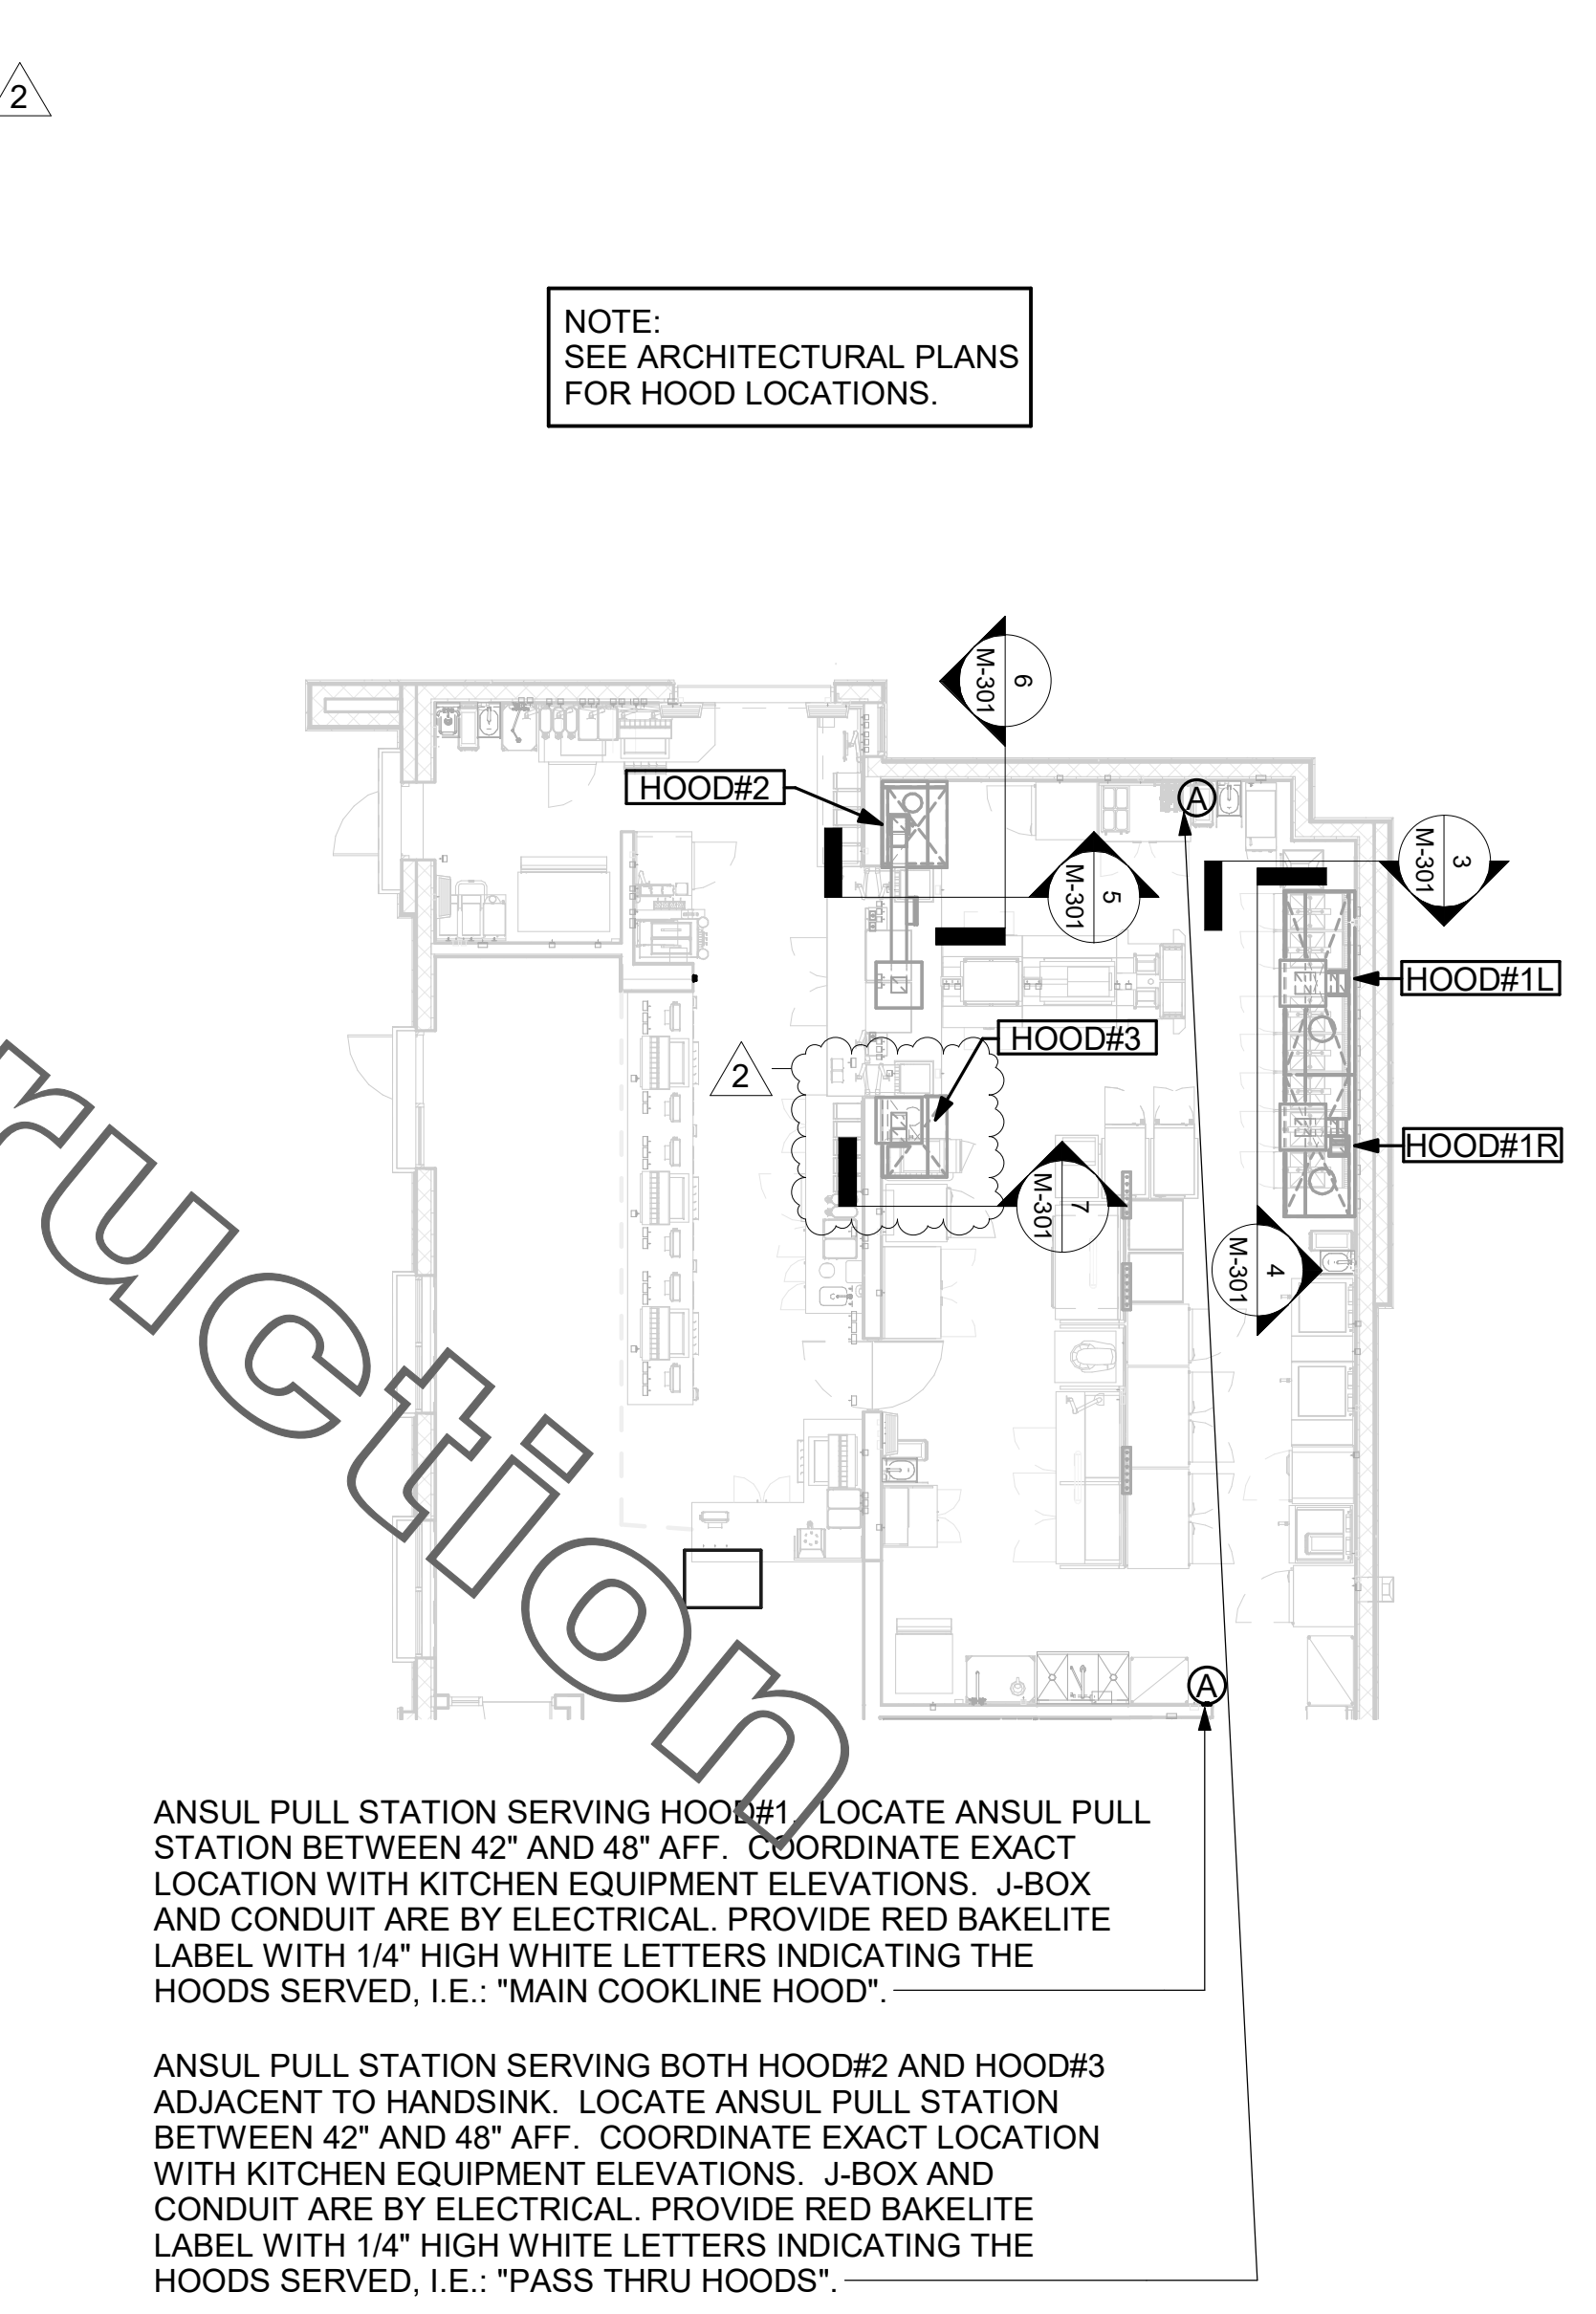 2
NOTE:
SEE ARCHITECTURAL PLANS
FOR HOOD LOCATIONS.
6
M-301
HOOD#2
A
3
M-301
5
M-301
HOOD#1L
HOOD#3
2
HOOD#1R
7
M-301
4
M-301
ruction
A
ANSUL PULL STATION SERVING HOOD#1. LOCATE ANSUL PULL
STATION BETWEEN 42" AND 48" AFF. COORDINATE EXACT
LOCATION WITH KITCHEN EQUIPMENT ELEVATIONS. J-BOX
AND CONDUIT ARE BY ELECTRICAL. PROVIDE RED BAKELITE
LABEL WITH 1/4" HIGH WHITE LETTERS INDICATING THE
HOODS SERVED, I.E.: "MAIN COOKLINE HOOD".
ANSUL PULL STATION SERVING BOTH HOOD#2 AND HOOD#3
ADJACENT TO HANDSINK. LOCATE ANSUL PULL STATION
BETWEEN 42" AND 48" AFF. COORDINATE EXACT LOCATION
WITH KITCHEN EQUIPMENT ELEVATIONS. J-BOX AND
CONDUIT ARE BY ELECTRICAL. PROVIDE RED BAKELITE
LABEL WITH 1/4" HIGH WHITE LETTERS INDICATING THE
HOODS SERVED, I.E.: "PASS THRU HOODS".